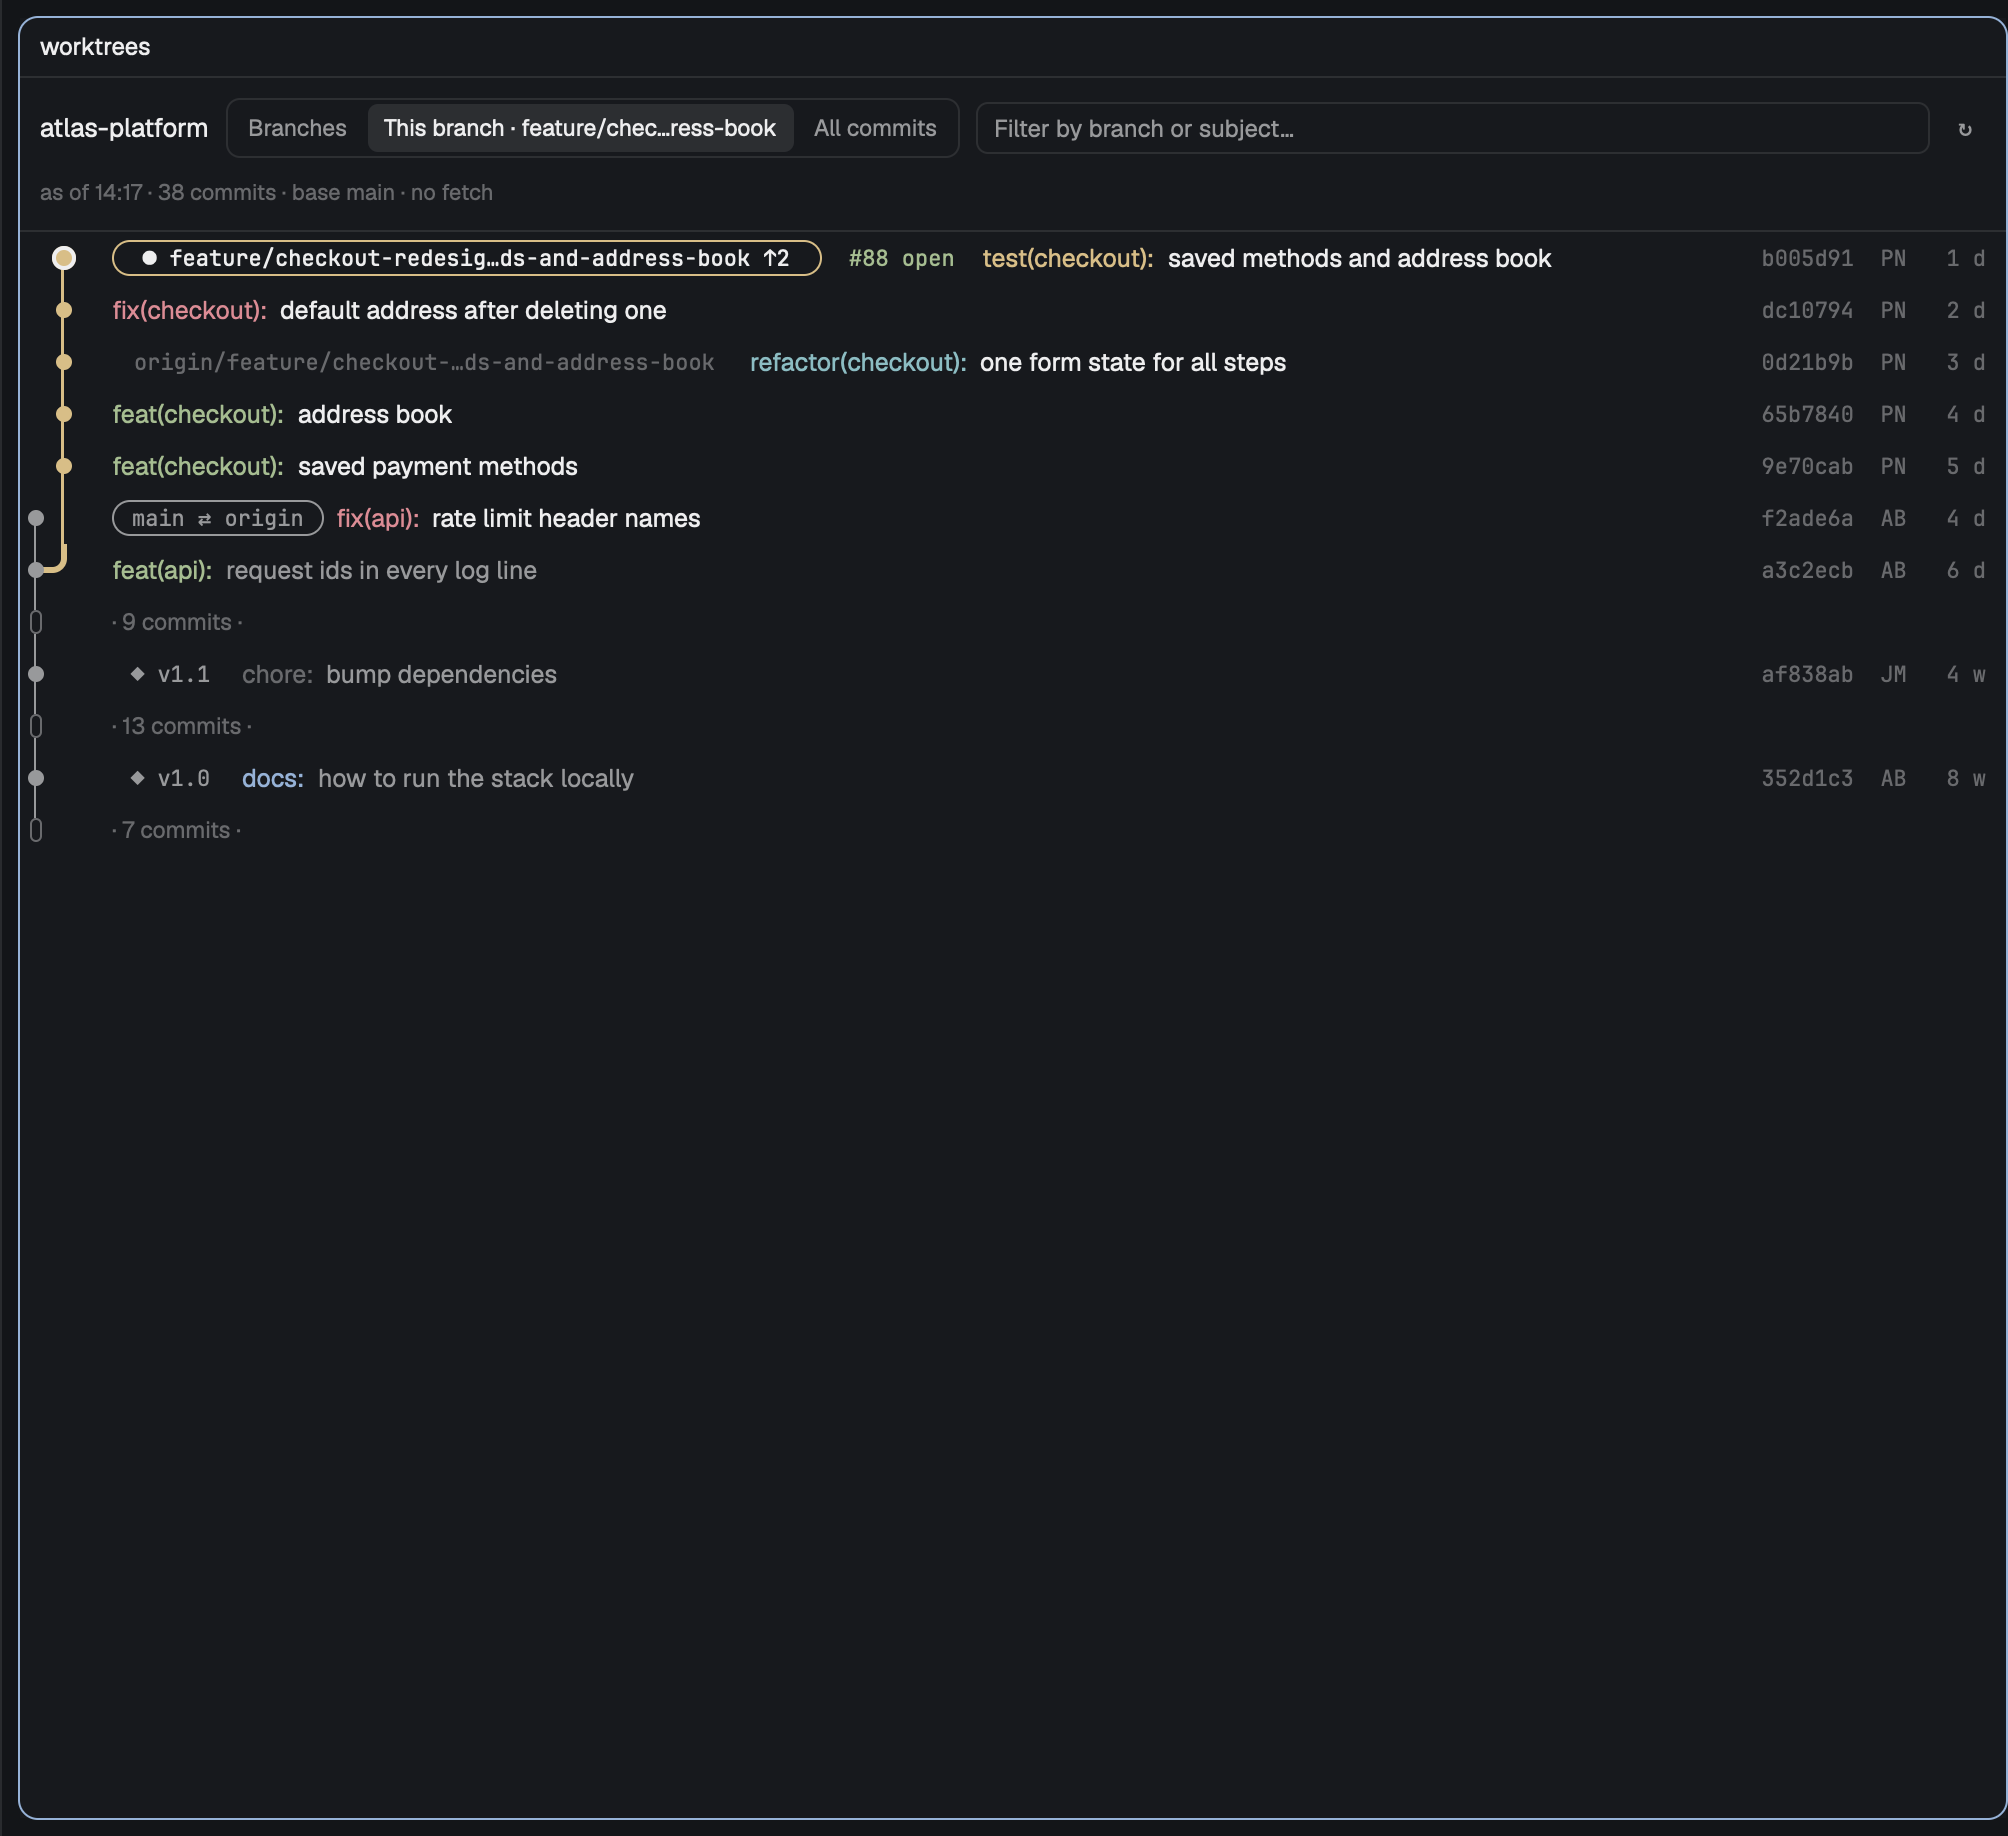 worktrees
atlas-platform Branches This branch · feature/chec…ress-book All commits Filter by branch or subject… ↻
as of 14:17 · 38 commits · base main · no fetch
● feature/checkout-redesig…ds-and-address-book ↑2 #88 open test(checkout): saved methods and address book b005d91 PN 1 d
fix(checkout): default address after deleting one dc10794 PN 2 d
origin/feature/checkout-…ds-and-address-book refactor(checkout): one form state for all steps 0d21b9b PN 3 d
feat(checkout): address book 65b7840 PN 4 d
feat(checkout): saved payment methods 9e70cab PN 5 d
main ⇄ origin fix(api): rate limit header names f2ade6a AB 4 d
feat(api): request ids in every log line a3c2ecb AB 6 d
· 9 commits ·
◆ v1.1 chore: bump dependencies af838ab JM 4 w
· 13 commits ·
◆ v1.0 docs: how to run the stack locally 352d1c3 AB 8 w
· 7 commits ·